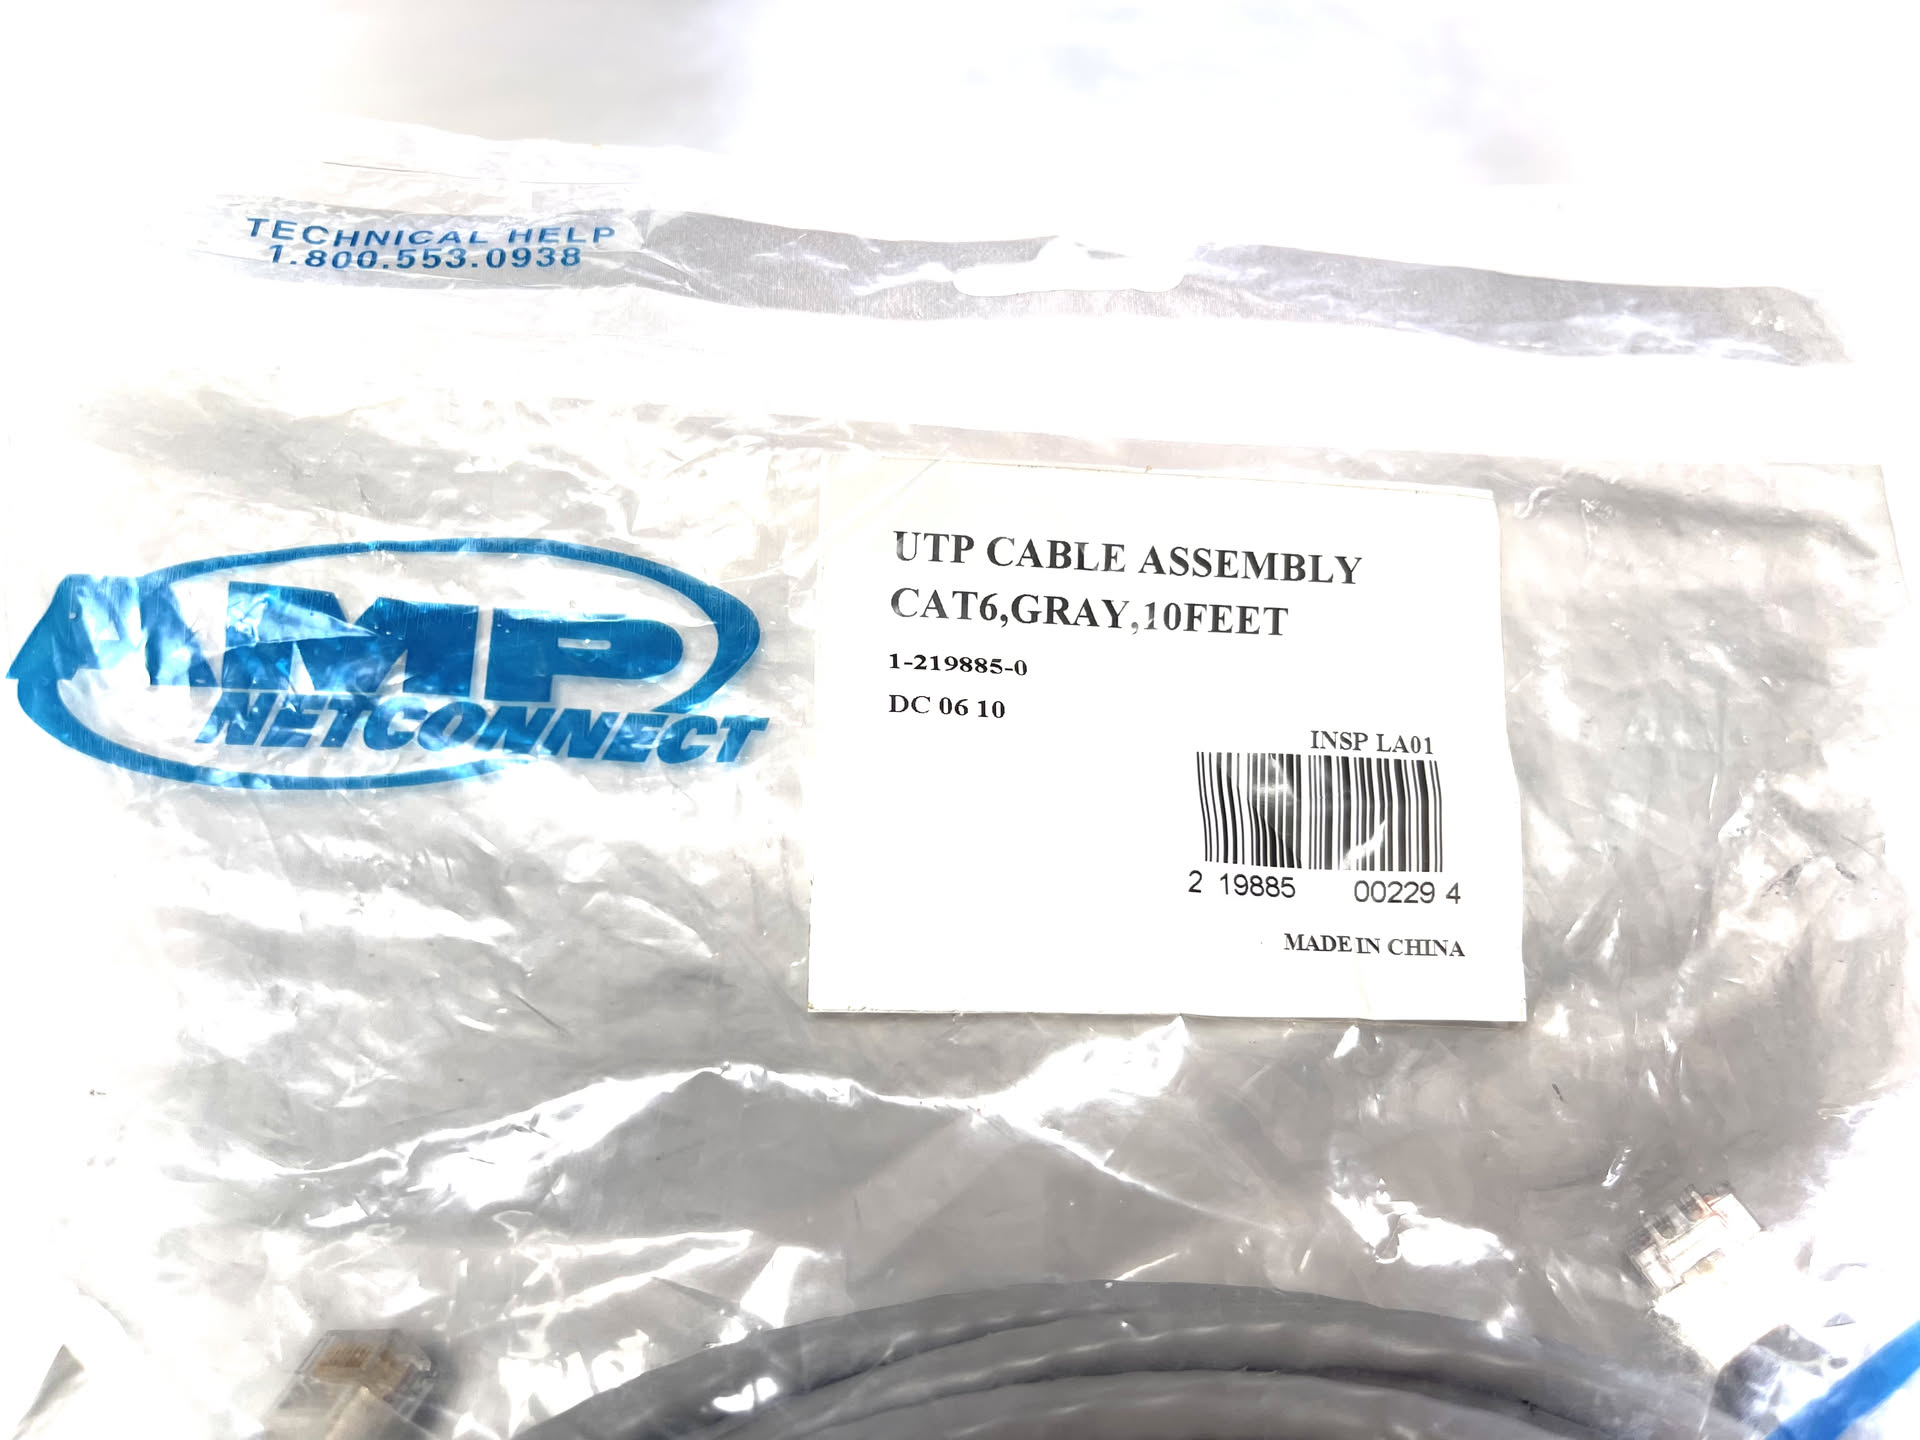 TECHNICAL HELP
1.800.553.0938
AMP
NETCONNECT
UTP CABLE ASSEMBLY
CAT6,GRAY,10FEET
1-219885-0
DC 06 10
INSP LA01
2 19885 00229 4
MADE IN CHINA